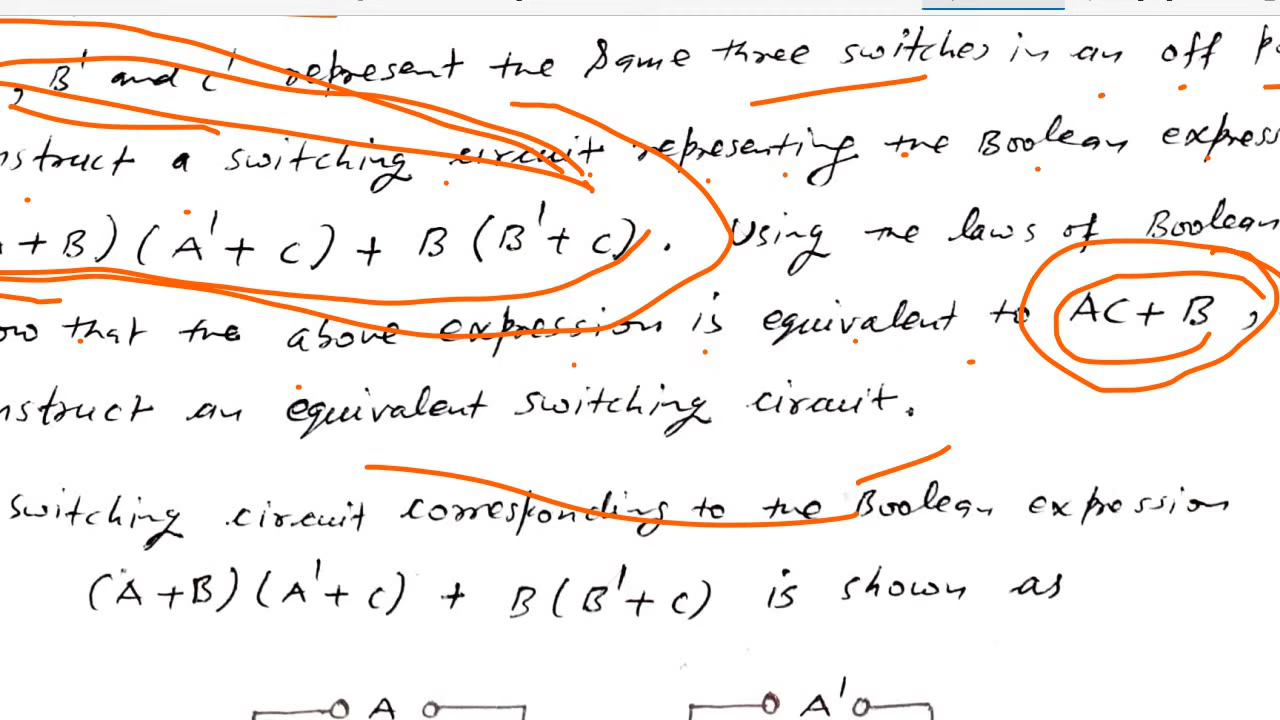 , B' and C' represent the Same three switches in an off
nstruct a switching circuit representing the Boolean express
+ B) (A' + C) + B (B' + C). Using the laws of Boolean
ow that the above expression is equivalent to AC + B,
nstruct an equivalent switching circuit.
switching circuit corresponding to the Boolean expression
(A + B) (A' + C) + B (B' + C) is shown as
A A'